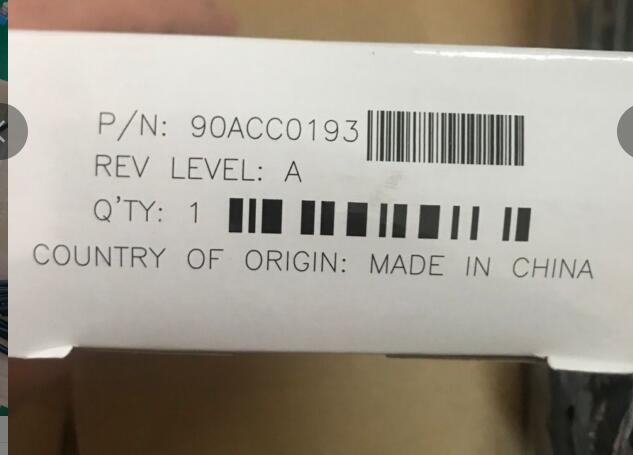 P/N: 90ACC0193
REV LEVEL: A
Q'TY: 1
COUNTRY OF ORIGIN: MADE IN CHINA